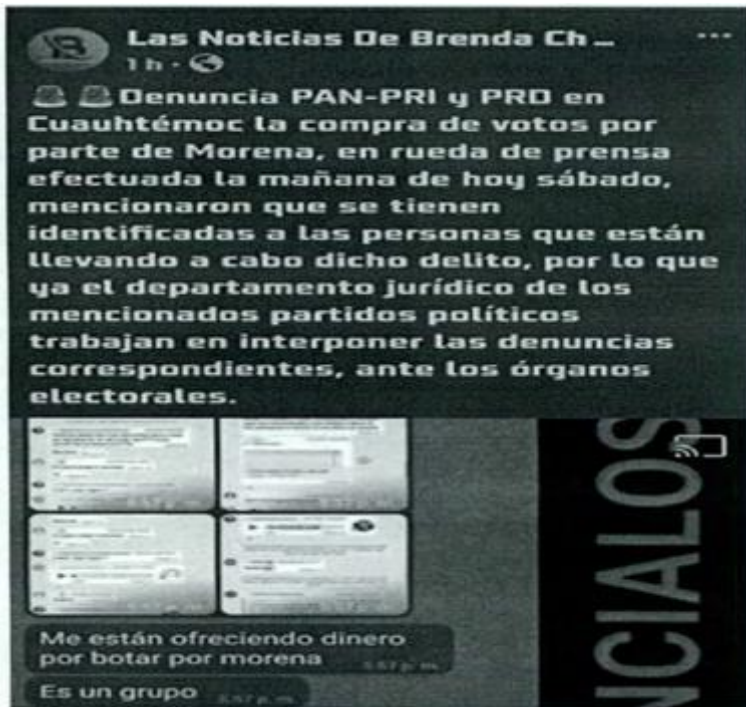 Las Noticias De Brenda Ch...
1 h
Denuncia PAN-PRI y PRD en
Cuauhtémoc la compra de votos por
parte de Morena, en rueda de prensa
efectuada la mañana de hoy sábado,
mencionaron que se tienen
identificadas a las personas que están
llevando a cabo dicho delito, por lo que
ya el departamento jurídico de los
mencionados partidos políticos
trabajan en interponer las denuncias
correspondientes, ante los órganos
electorales.
Me están ofreciendo dinero
por botar por morena 5:57 p. m.
Es un grupo 5:57 p. m.
NCIALOS